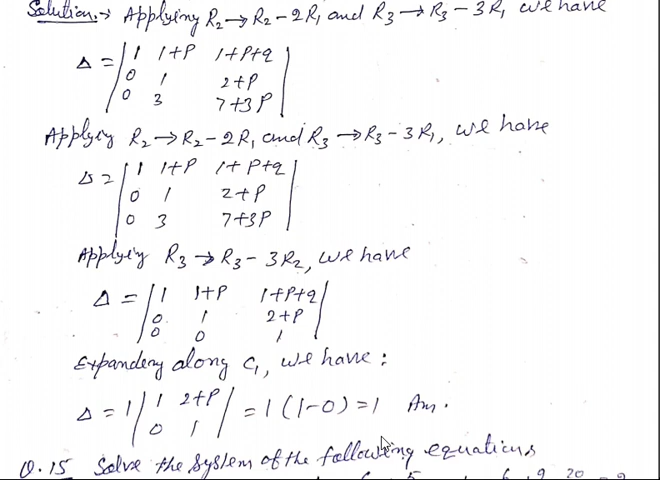 Solution:→ Applying R₂→R₂-2R₁ and R₃→R₃-3R₁ we have
Δ = | 1 1+P 1+P+q |
| 0 1 2+P |
| 0 3 7+3P |
Applyey R₂→R₂-2R₁ and R₃→R₃-3R₁, we have
Δ = | 1 1+P 1+P+q |
| 0 1 2+P |
| 0 3 7+3P |
Applyey R₃→R₃-3R₂, we have
Δ = | 1 1+P 1+P+q |
| 0 1 2+P |
| 0 0 1 |
Expandeny along C₁, we have:
Δ = 1 | 1 2+P | = 1(1-0) = 1 Ans.
| 0 1 |
Q.15 Solve the system of the following equations